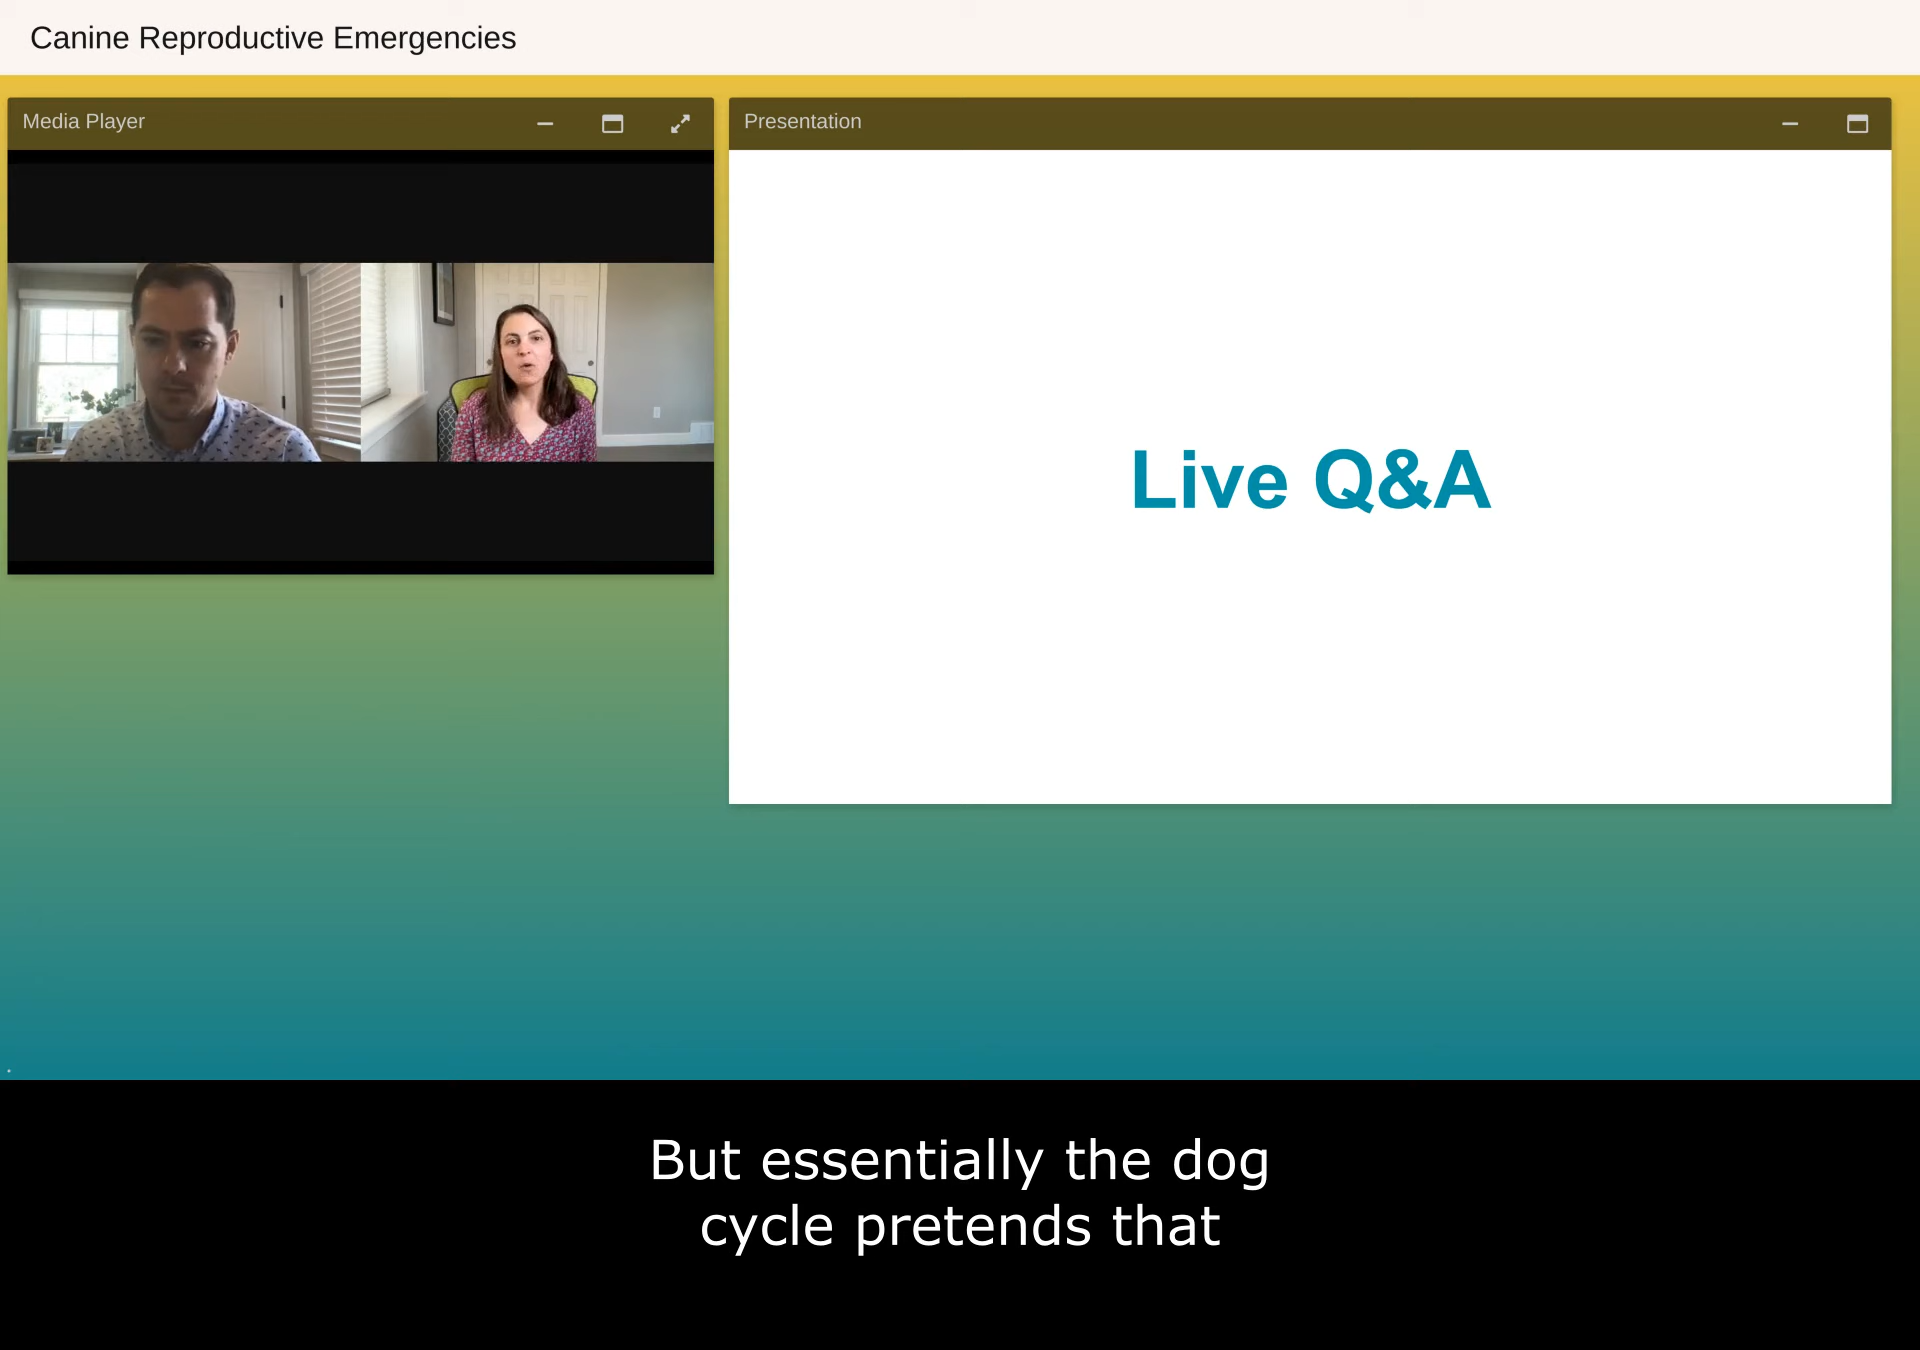 Canine Reproductive Emergencies
Media Player
Presentation
Live Q&A
But essentially the dog
cycle pretends that